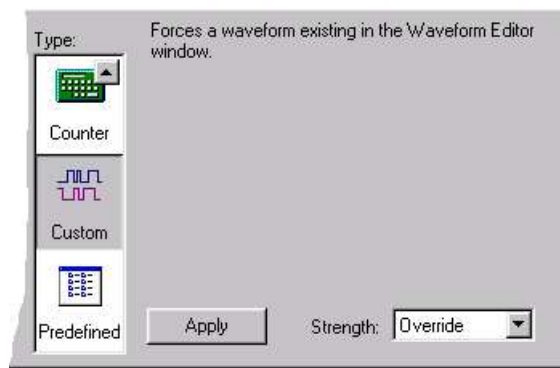 Type:
Forces a waveform existing in the Waveform Editor
window.
Counter
Custom
Predefined
Apply
Strength:
Override